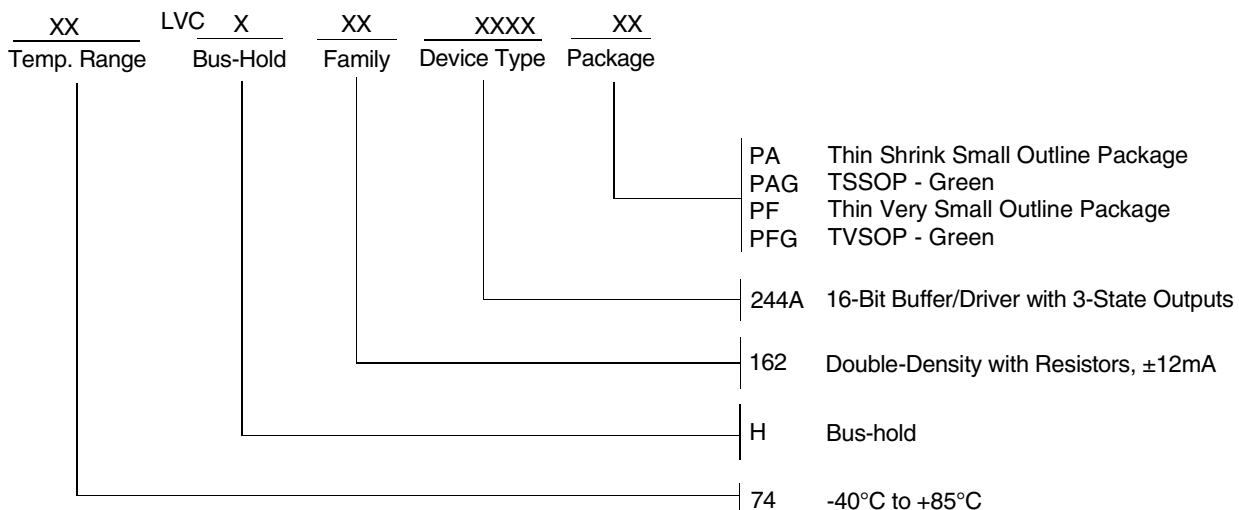 XX LVC X XX XXXX XX
Temp. Range Bus-Hold Family Device Type Package
PA Thin Shrink Small Outline Package
PAG TSSOP - Green
PF Thin Very Small Outline Package
PFG TVSOP - Green
244A 16-Bit Buffer/Driver with 3-State Outputs
162 Double-Density with Resistors, ±12mA
H Bus-hold
74 -40°C to +85°C